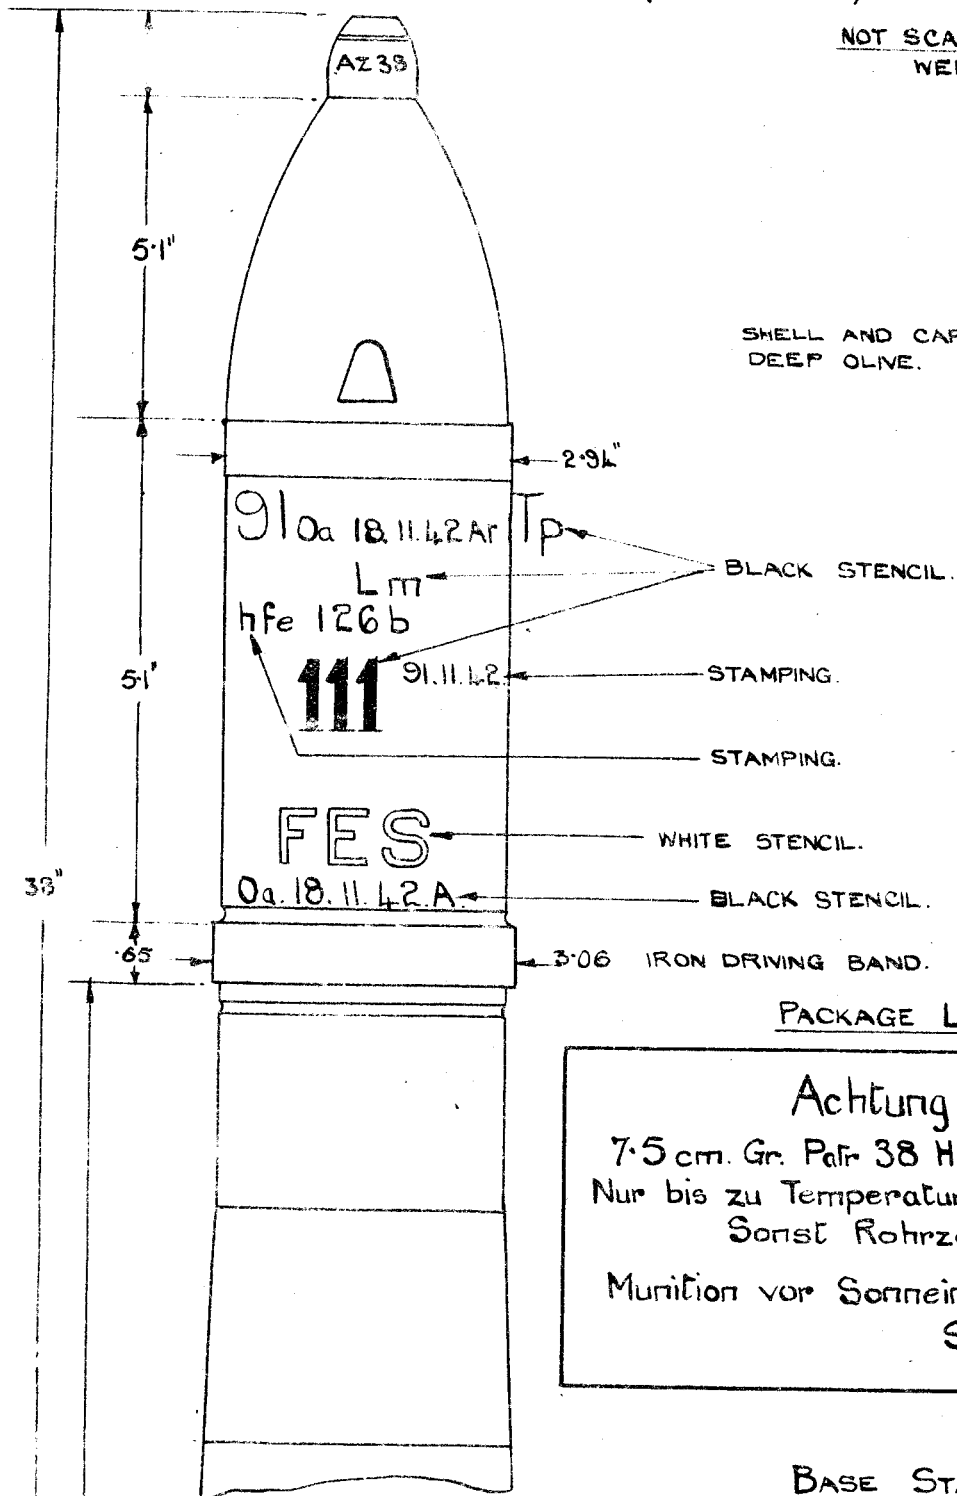 NOT SCA
WEI
AZ 38
5·1"
SHELL AND CAP
DEEP OLIVE.
2·94"
91 Oa 18.11.42 Ar Tp
BLACK STENCIL.
Lm
hfe 126 b
111 91.11.42.
5·1"
STAMPING.
STAMPING.
FES
WHITE STENCIL.
38"
Oa. 18. 11. 42. A.
BLACK STENCIL.
·65
3·06 IRON DRIVING BAND.
PACKAGE L
Achtung
7·5 cm. Gr. Patr 38 H
Nur bis zu Temperatur
Sonst Rohrze
Munition vor Sonnein
S
BASE STA